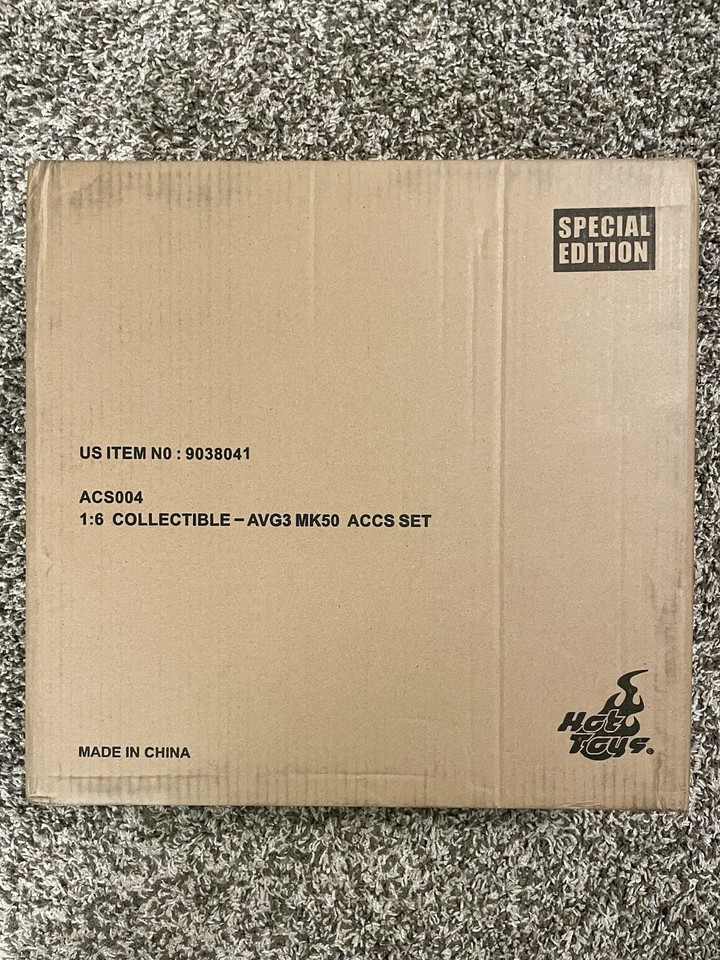 SPECIAL
EDITION
US ITEM N0 : 9038041
ACS004
1:6 COLLECTIBLE – AVG3 MK50 ACCS SET
Hot
Toys®
MADE IN CHINA